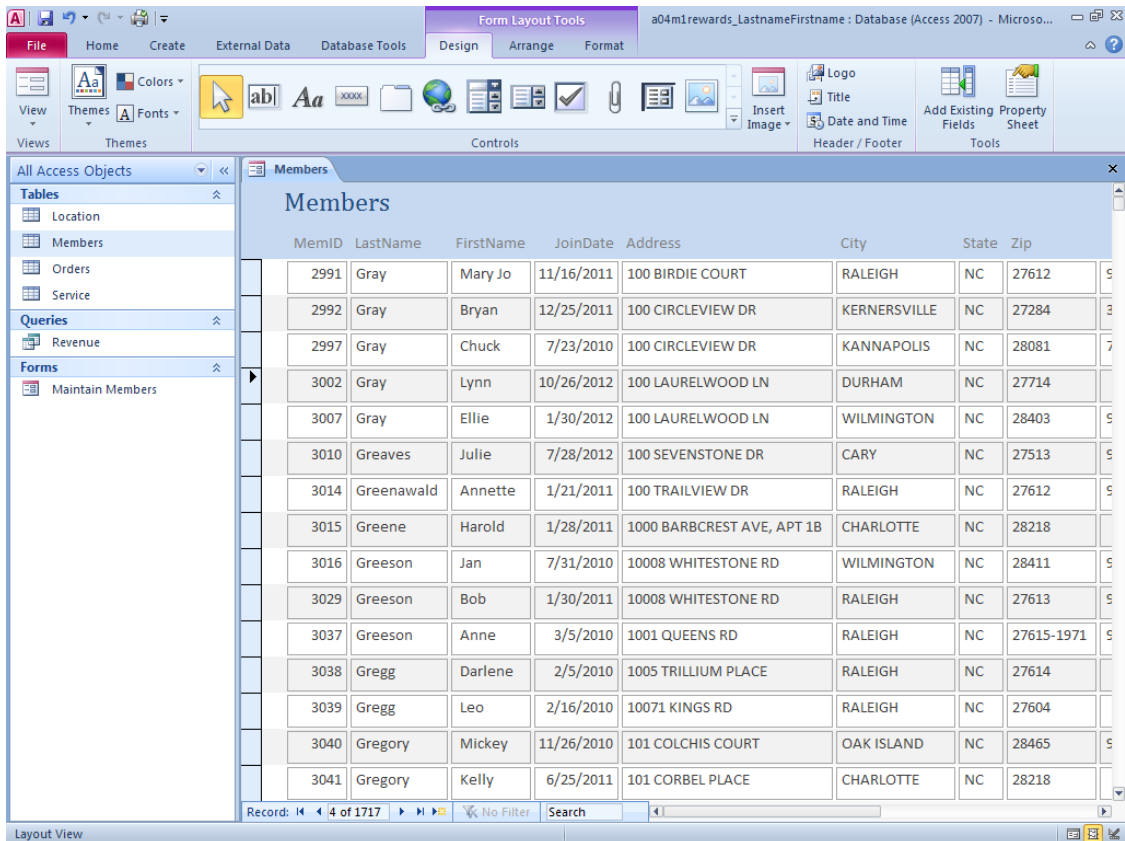 Form Layout Tools
a04m1rewards_LastnameFirstname : Database (Access 2007) - Microso...
File Home Create External Data Database Tools Design Arrange Format
View
Views
Aa
Themes
Colors
Fonts
Themes
ab
Aa
xxxx
Controls
Insert
Image
Logo
Title
Date and Time
Header / Footer
Add Existing
Fields
Property
Sheet
Tools
All Access Objects
Tables
Location
Members
Orders
Service
Queries
Revenue
Forms
Maintain Members
Members
Members
MemID LastName FirstName JoinDate Address City State Zip
2991 Gray Mary Jo 11/16/2011 100 BIRDIE COURT RALEIGH NC 27612
2992 Gray Bryan 12/25/2011 100 CIRCLEVIEW DR KERNERSVILLE NC 27284
2997 Gray Chuck 7/23/2010 100 CIRCLEVIEW DR KANNAPOLIS NC 28081
3002 Gray Lynn 10/26/2012 100 LAURELWOOD LN DURHAM NC 27714
3007 Gray Ellie 1/30/2012 100 LAURELWOOD LN WILMINGTON NC 28403
3010 Greaves Julie 7/28/2012 100 SEVENSTONE DR CARY NC 27513
3014 Greenawald Annette 1/21/2011 100 TRAILVIEW DR RALEIGH NC 27612
3015 Greene Harold 1/28/2011 1000 BARBCREST AVE, APT 1B CHARLOTTE NC 28218
3016 Greeson Jan 7/31/2010 10008 WHITESTONE RD WILMINGTON NC 28411
3029 Greeson Bob 1/30/2011 10008 WHITESTONE RD RALEIGH NC 27613
3037 Greeson Anne 3/5/2010 1001 QUEENS RD RALEIGH NC 27615-1971
3038 Gregg Darlene 2/5/2010 1005 TRILLIUM PLACE RALEIGH NC 27614
3039 Gregg Leo 2/16/2010 10071 KINGS RD RALEIGH NC 27604
3040 Gregory Mickey 11/26/2010 101 COLCHIS COURT OAK ISLAND NC 28465
3041 Gregory Kelly 6/25/2011 101 CORBEL PLACE CHARLOTTE NC 28218
Record: 4 of 1717 No Filter Search
Layout View